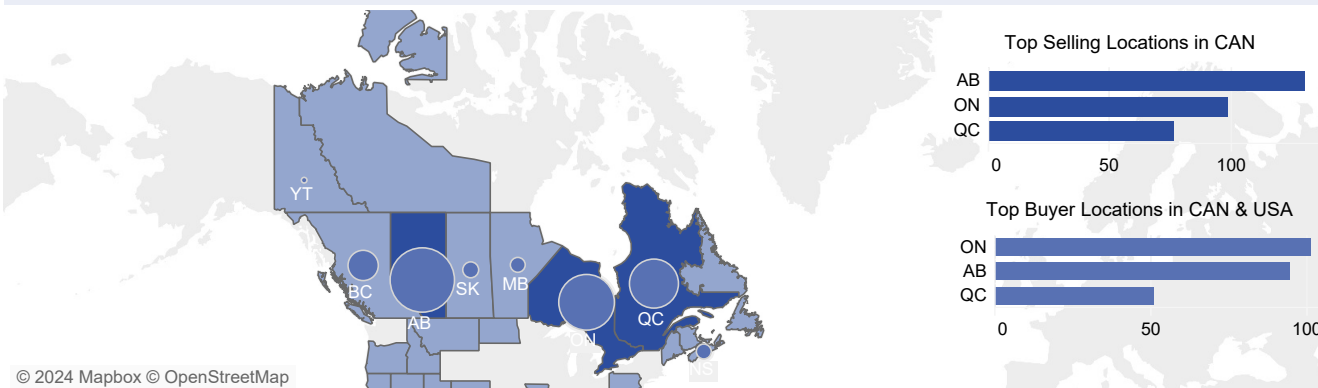 Top Selling Locations in CAN
AB
ON
QC
0 50 100
Top Buyer Locations in CAN & USA
ON
AB
QC
0 50 100
YT
BC
AB
SK
MB
ON
QC
NS
© 2024 Mapbox © OpenStreetMap